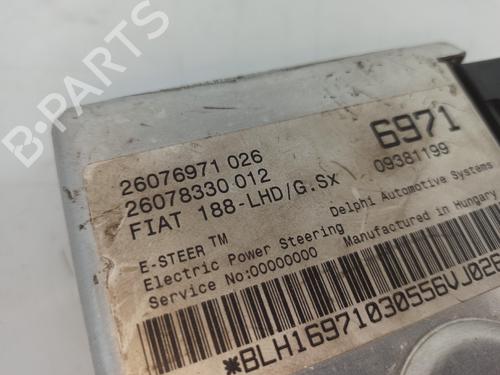 B-PARTS
26076971 026
26078330 012
FIAT 188-LHD/G.Sx
6971
09381199
E-STEER TM
Electric Power Steering
Delphi Automotive Systems
Service No:00000000
Manufactured in Hungary
*BLH16971030556VJ026